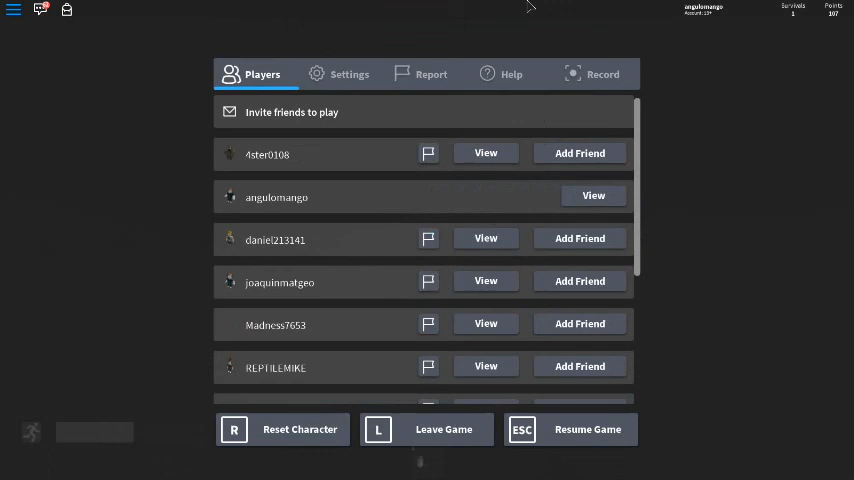 angulomango
Account: 13+
Survivals
1
Points
107
Players
Settings
Report
Help
Record
Invite friends to play
4ster0108 View Add Friend
angulomango View
daniel213141 View Add Friend
joaquinmatgeo View Add Friend
Madness7653 View Add Friend
REPTILEMIKE View Add Friend
R Reset Character
L Leave Game
ESC Resume Game